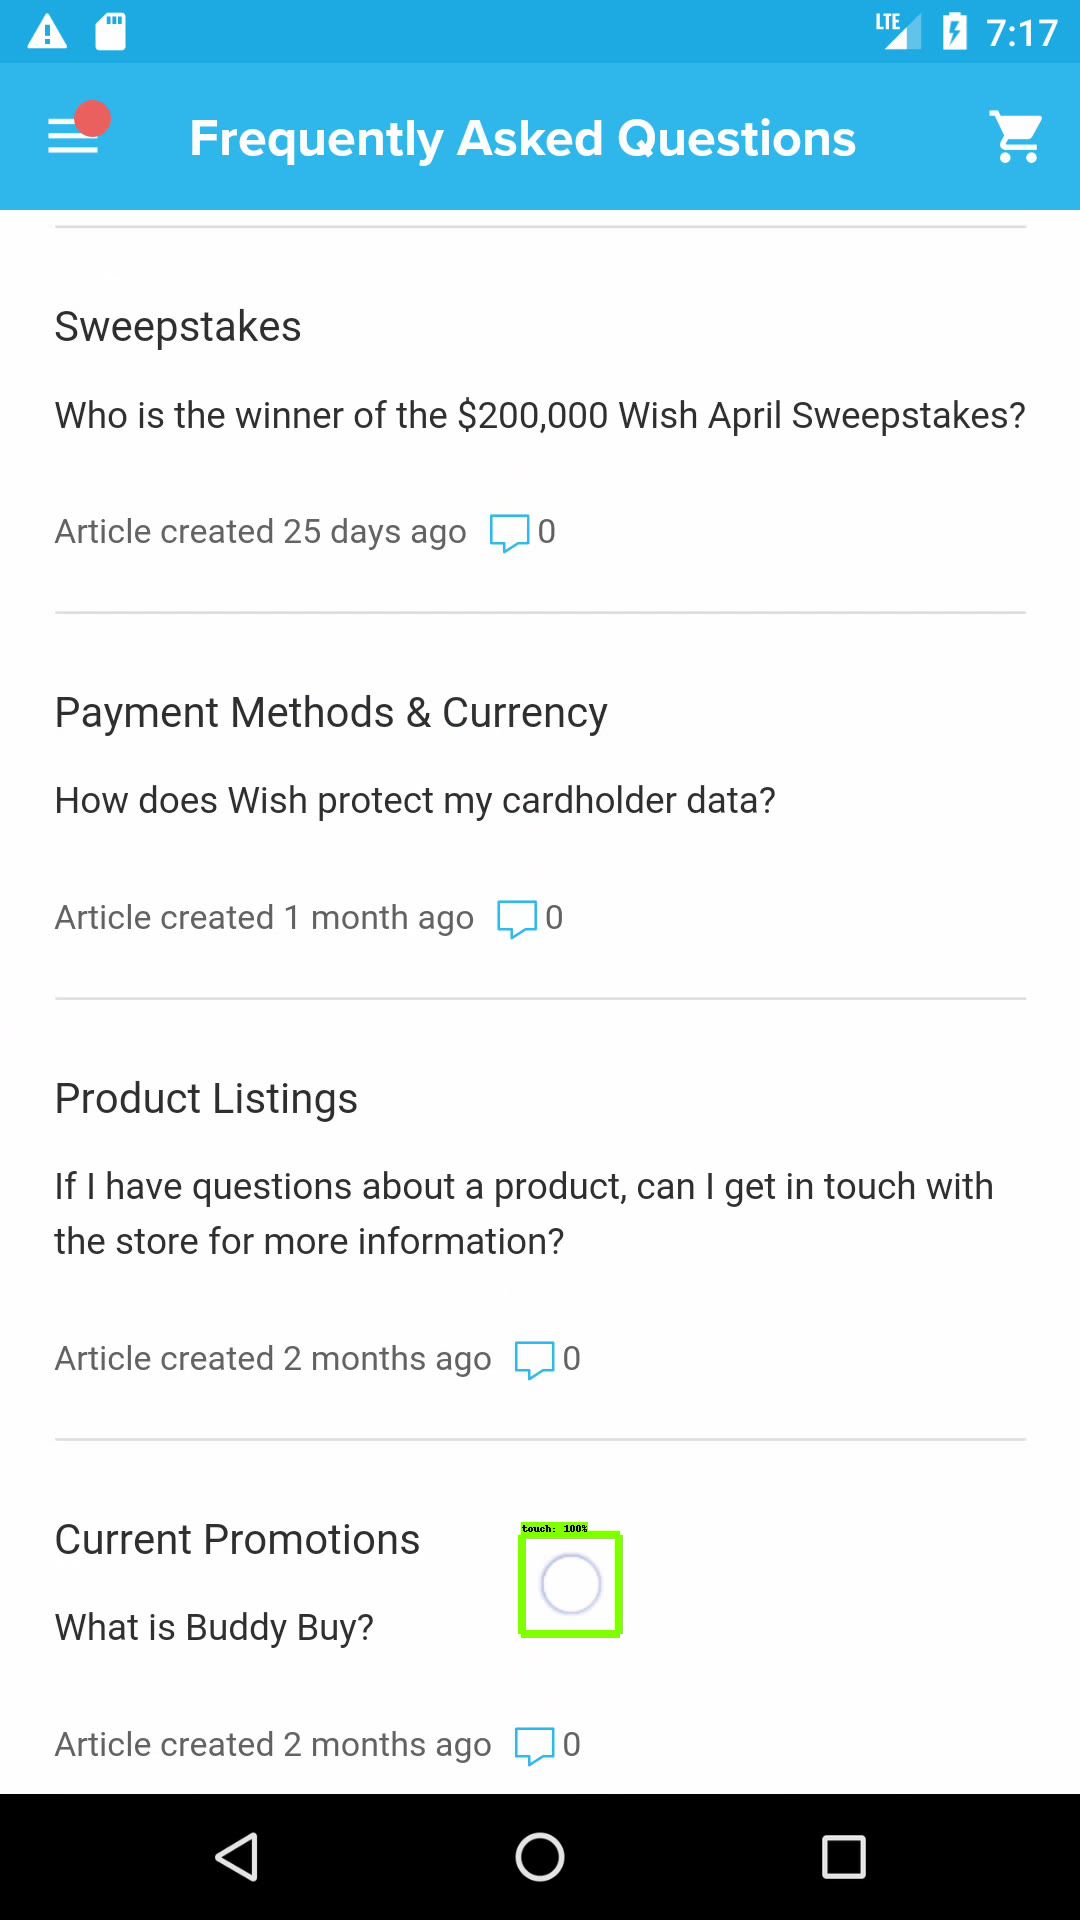 LTE 7:17
Frequently Asked Questions
Sweepstakes
Who is the winner of the $200,000 Wish April Sweepstakes?
Article created 25 days ago 0
Payment Methods & Currency
How does Wish protect my cardholder data?
Article created 1 month ago 0
Product Listings
If I have questions about a product, can I get in touch with
the store for more information?
Article created 2 months ago 0
touch: 100%
Current Promotions
What is Buddy Buy?
Article created 2 months ago 0